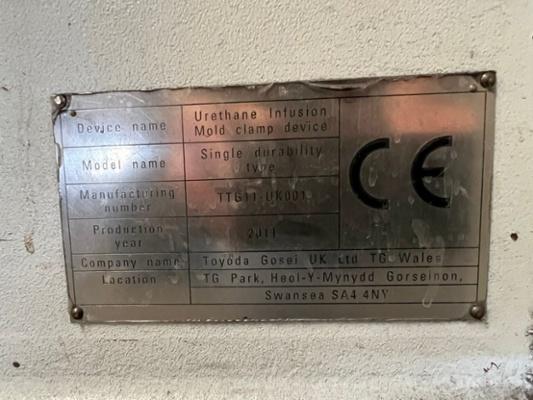 Device name Urethane Infusion
Mold clamp device
Model name Single durability
type
Manufacturing
number TTG11-UK001
Production
year 2011
Company name Toyoda Gosei UK Ltd TG Wales
Location TG Park, Heol-Y-Mynydd Gorseinon,
Swansea SA4 4NY
CE